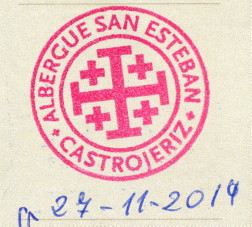 ALBERGUE SAN ESTEBAN
* CASTROJERIZ *
27-11-2014